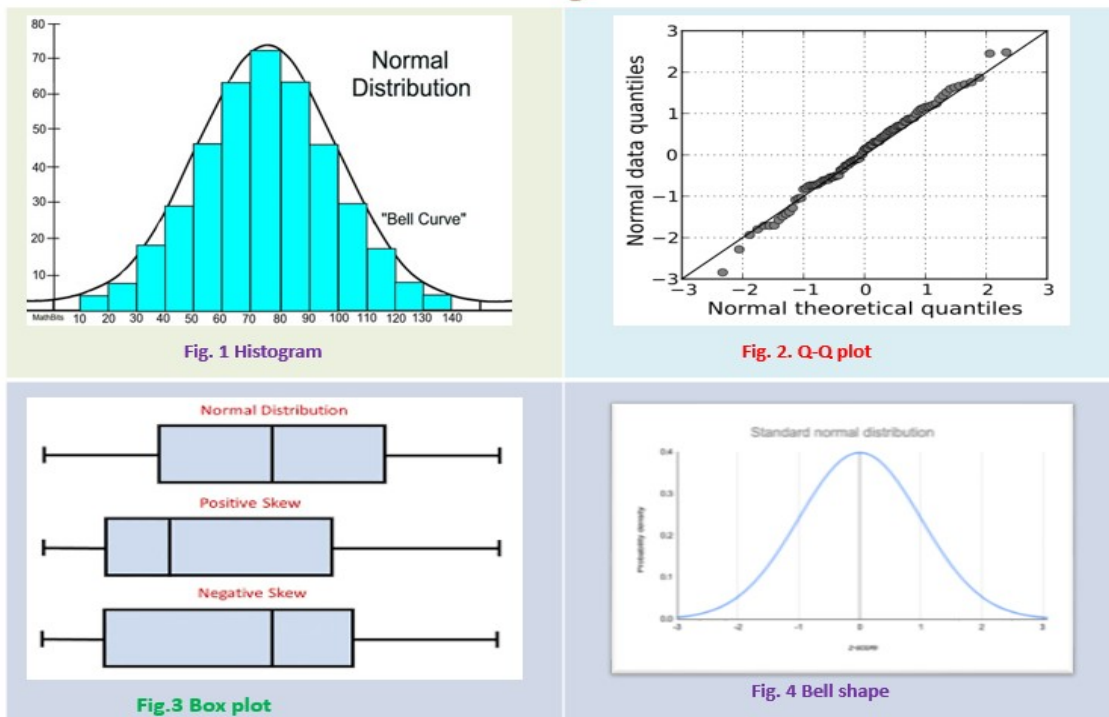 80
70
60
50
40
30
20
10
Normal
Distribution
"Bell Curve"
MathBits 10 20 30 40 50 60 70 80 90 100 110 120 130 140
Fig. 1 Histogram
Normal data quantiles
3
2
1
0
−1
−2
−3
−3 −2 −1 0 1 2 3
Normal theoretical quantiles
Fig. 2. Q-Q plot
Normal Distribution
Positive Skew
Negative Skew
Fig.3 Box plot
Standard normal distribution
Probability density
0.4
0.3
0.2
0.1
0.0
-3 -2 -1 0 1 2 3
z-score
Fig. 4 Bell shape